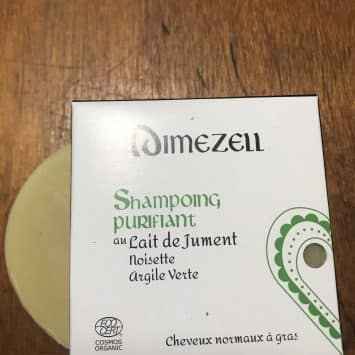 Dimezell
Shampoing
purifiant
au Lait de Jument
Noisette
Argile Verte
ECO
CERT
COSMOS
ORGANIC
Cheveux normaux à gras